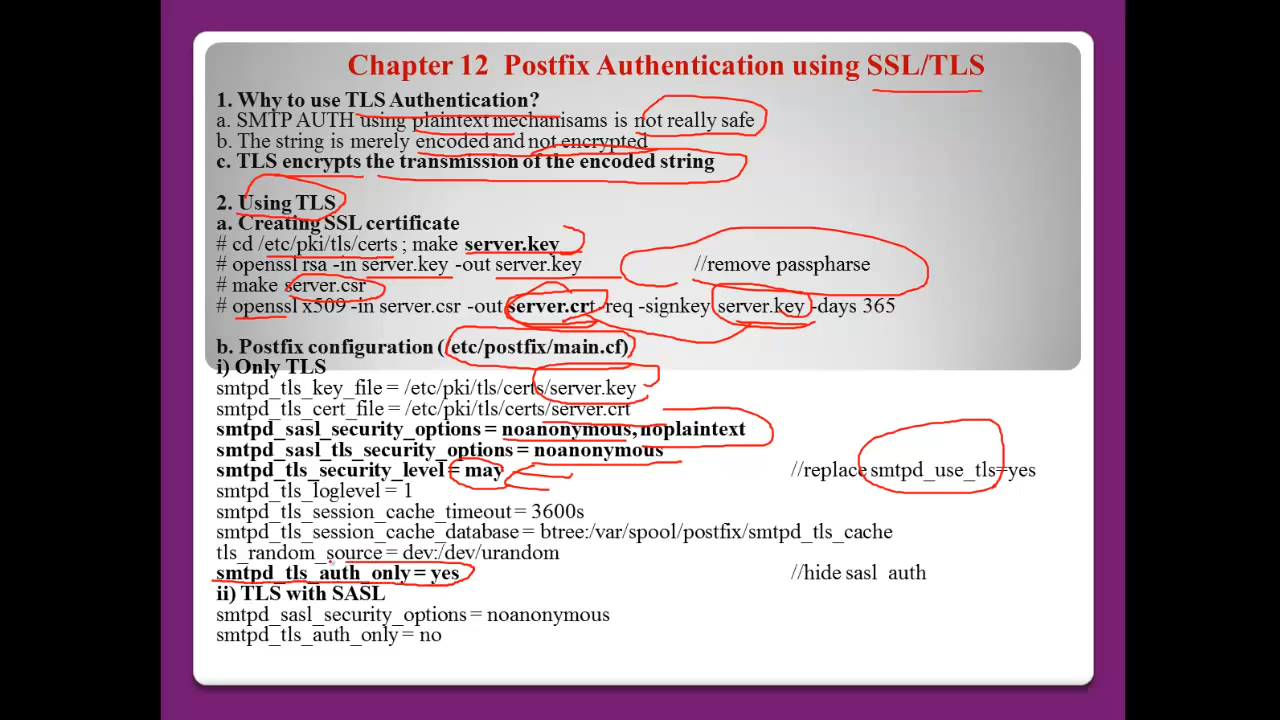 Chapter 12 Postfix Authentication using SSL/TLS
1. Why to use TLS Authentication?
a. SMTP AUTH using plaintext mechanisams is not really safe
b. The string is merely encoded and not encrypted
c. TLS encrypts the transmission of the encoded string
2. Using TLS
a. Creating SSL certificate
# cd /etc/pki/tls/certs ; make server.key
# openssl rsa -in server.key -out server.key //remove passpharse
# make server.csr
# openssl x509 -in server.csr -out server.crt -req -signkey server.key -days 365
b. Postfix configuration (/etc/postfix/main.cf)
i) Only TLS
smtpd_tls_key_file = /etc/pki/tls/certs/server.key
smtpd_tls_cert_file = /etc/pki/tls/certs/server.crt
smtpd_sasl_security_options = noanonymous, noplaintext
smtpd_sasl_tls_security_options = noanonymous
smtpd_tls_security_level = may //replace smtpd_use_tls=yes
smtpd_tls_loglevel = 1
smtpd_tls_session_cache_timeout = 3600s
smtpd_tls_session_cache_database = btree:/var/spool/postfix/smtpd_tls_cache
tls_random_source = dev:/dev/urandom
smtpd_tls_auth_only = yes //hide sasl auth
ii) TLS with SASL
smtpd_sasl_security_options = noanonymous
smtpd_tls_auth_only = no